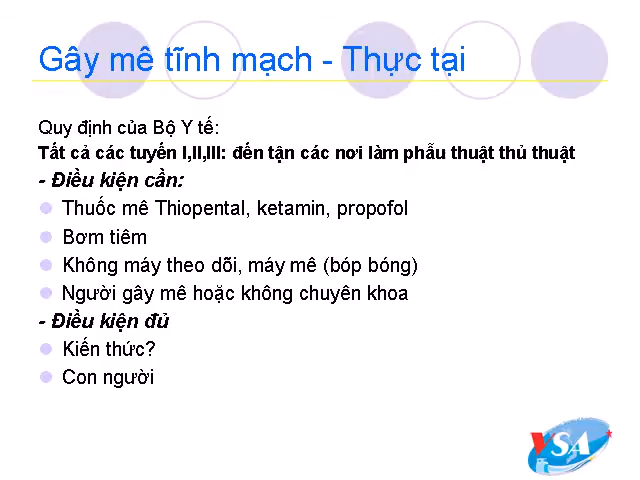 Gây mê tĩnh mạch - Thực tại
Quy định của Bộ Y tế:
Tất cả các tuyến I,II,III: đến tận các nơi làm phẫu thuật thủ thuật
- Điều kiện cần:
Thuốc mê Thiopental, ketamin, propofol
Bơm tiêm
Không máy theo dõi, máy mê (bóp bóng)
Người gây mê hoặc không chuyên khoa
- Điều kiện đủ
Kiến thức?
Con người
VSA